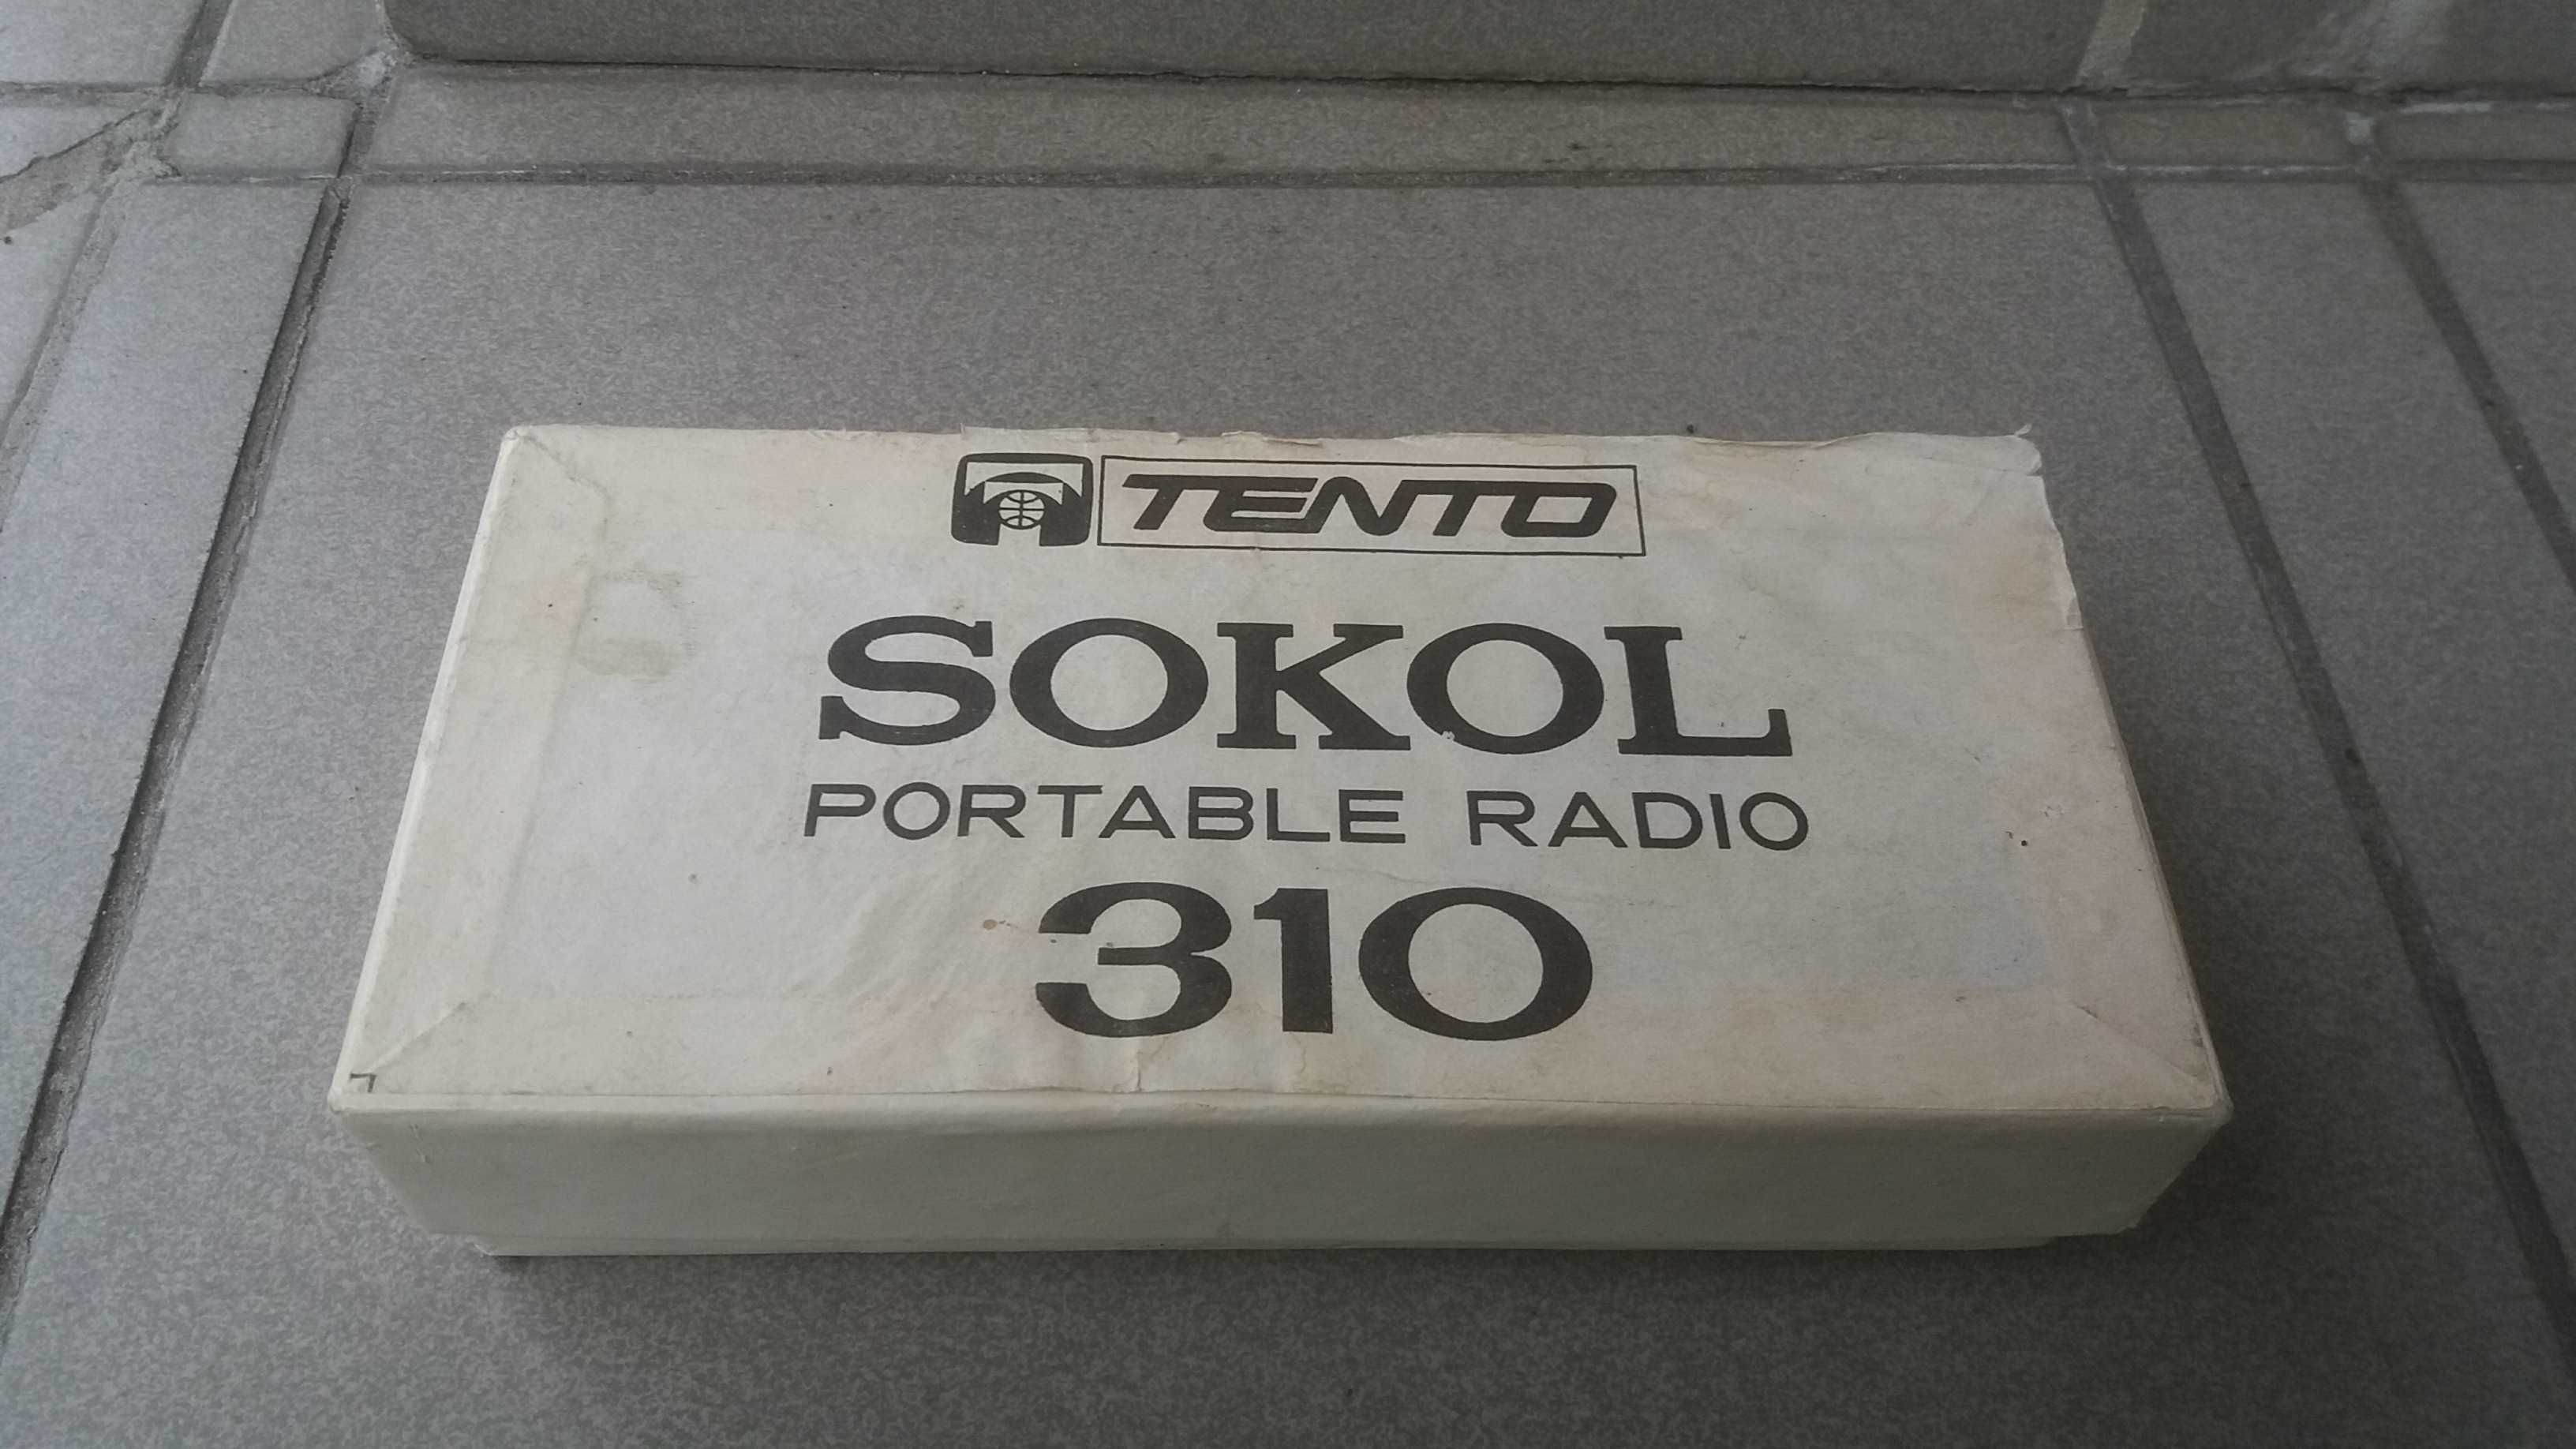 TENTO
SOKOL
PORTABLE RADIO
310